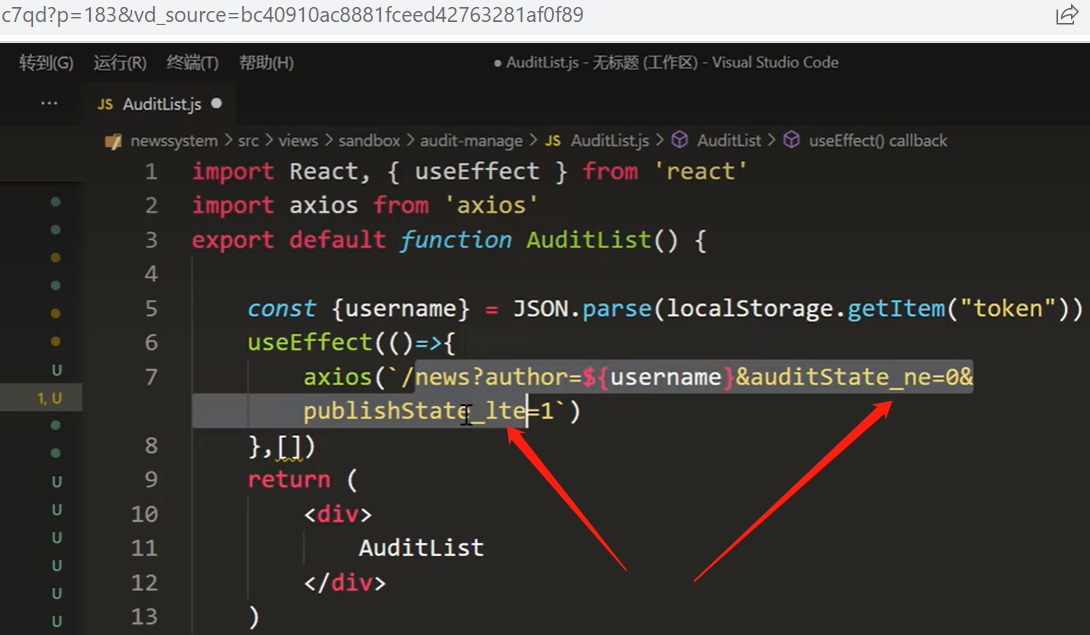 c7qd?p=183&vd_source=bc40910ac8881fceed42763281af0f89
转到(G) 运行(R) 终端(T) 帮助(H) ● AuditList.js - 无标题 (工作区) - Visual Studio Code
... JS AuditList.js ●
newssystem > src > views > sandbox > audit-manage > JS AuditList.js > AuditList > useEffect() callback
1 import React, { useEffect } from 'react'
2 import axios from 'axios'
3 export default function AuditList() {
4
5 const {username} = JSON.parse(localStorage.getItem("token"))
6 useEffect(()=>{
U
7 axios(`/news?author=${username}&auditState_ne=0&
1, U
publishState_lte=1`)
8 },[])
U
9 return (
U
10 <div>
U
11 AuditList
U
12 </div>
U
13 )
U